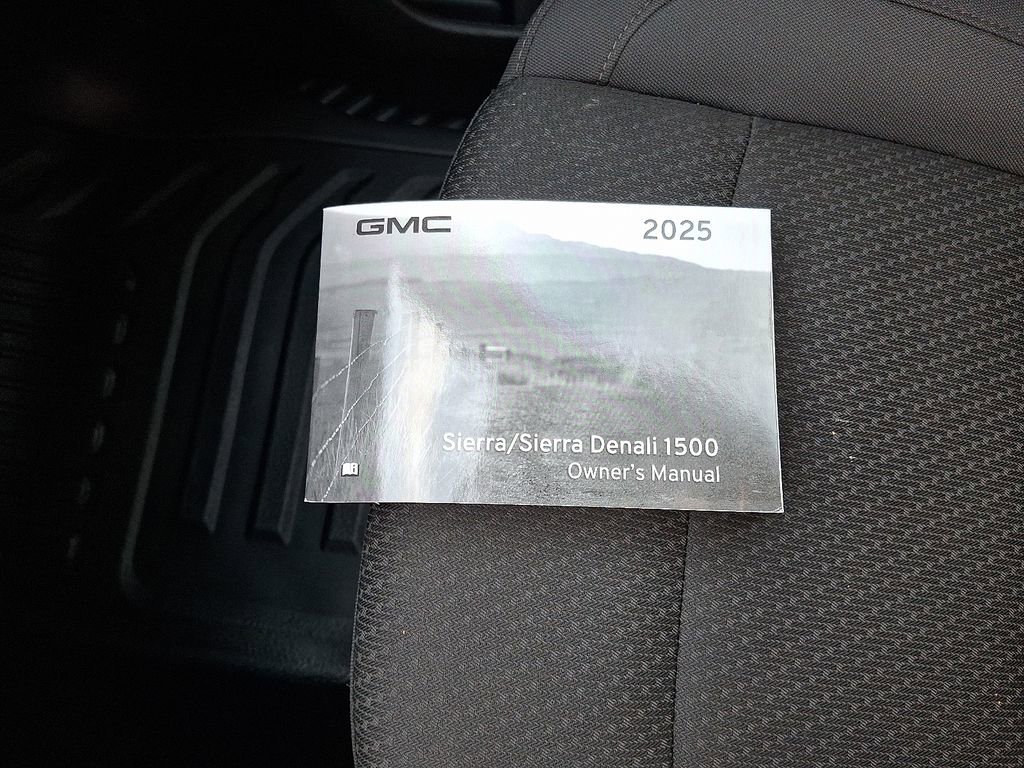 GMC 2025
Sierra/Sierra Denali 1500
Owner's Manual